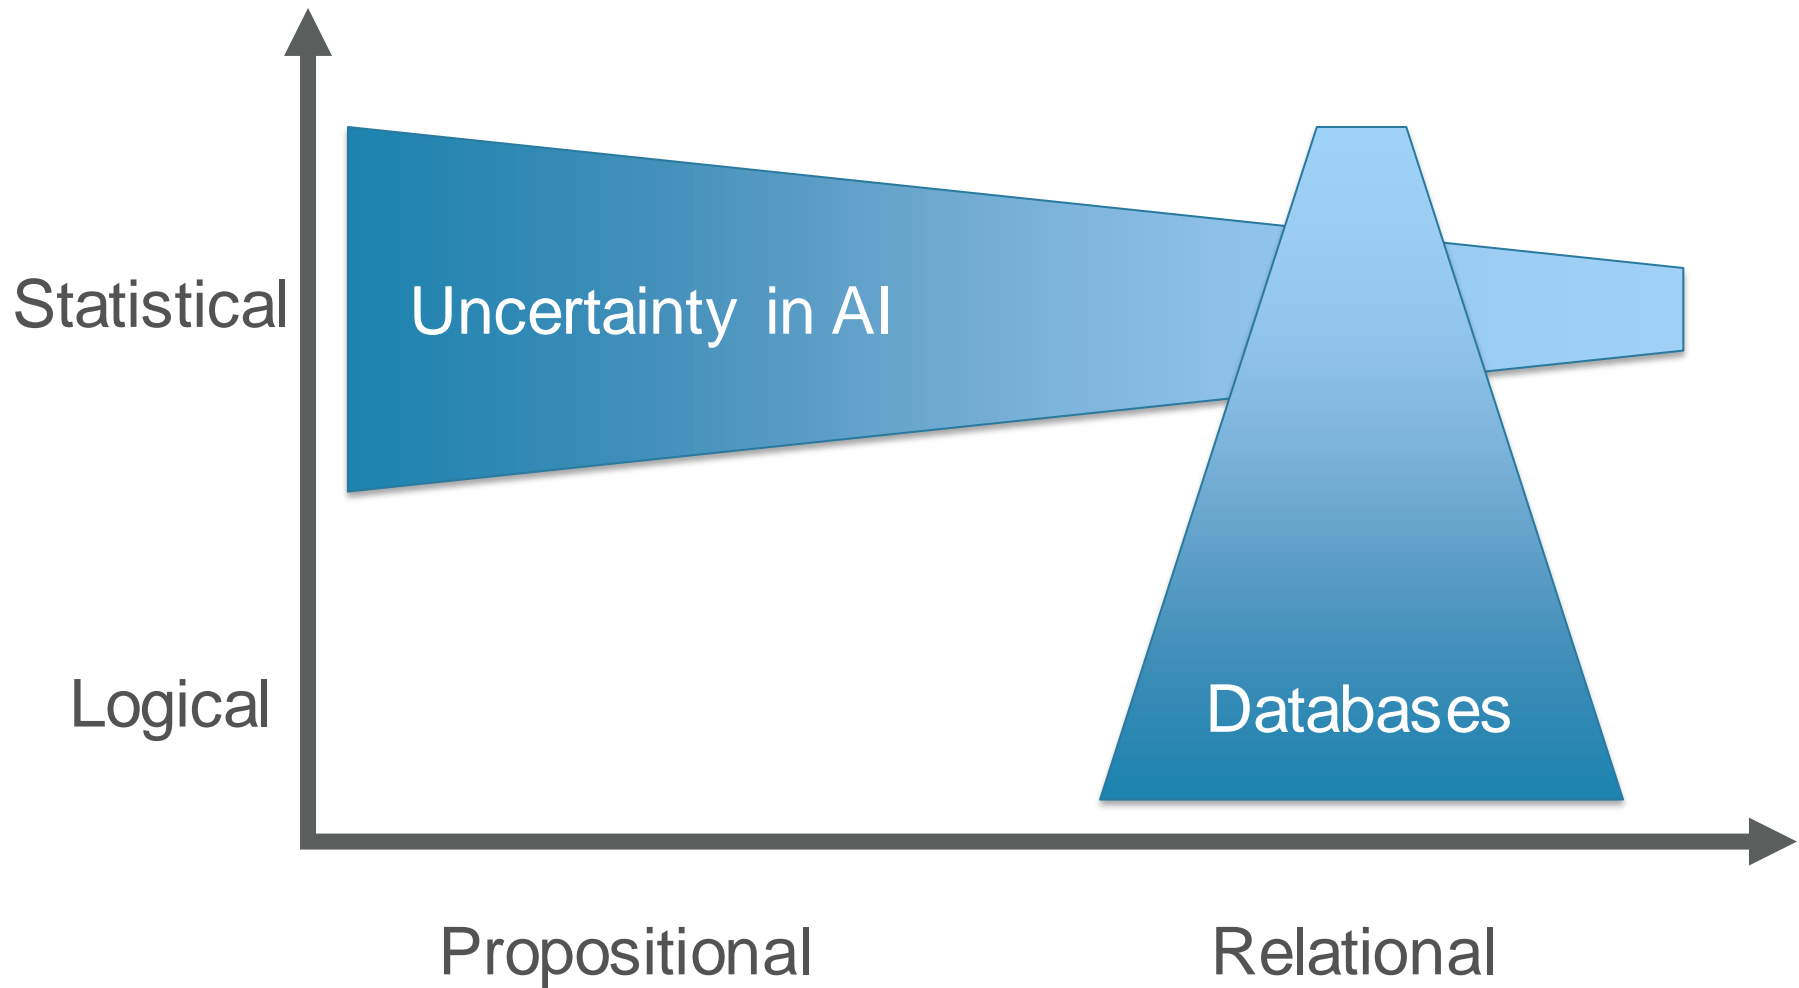 Statistical
Uncertainty in AI
Logical
Databases
Propositional
Relational